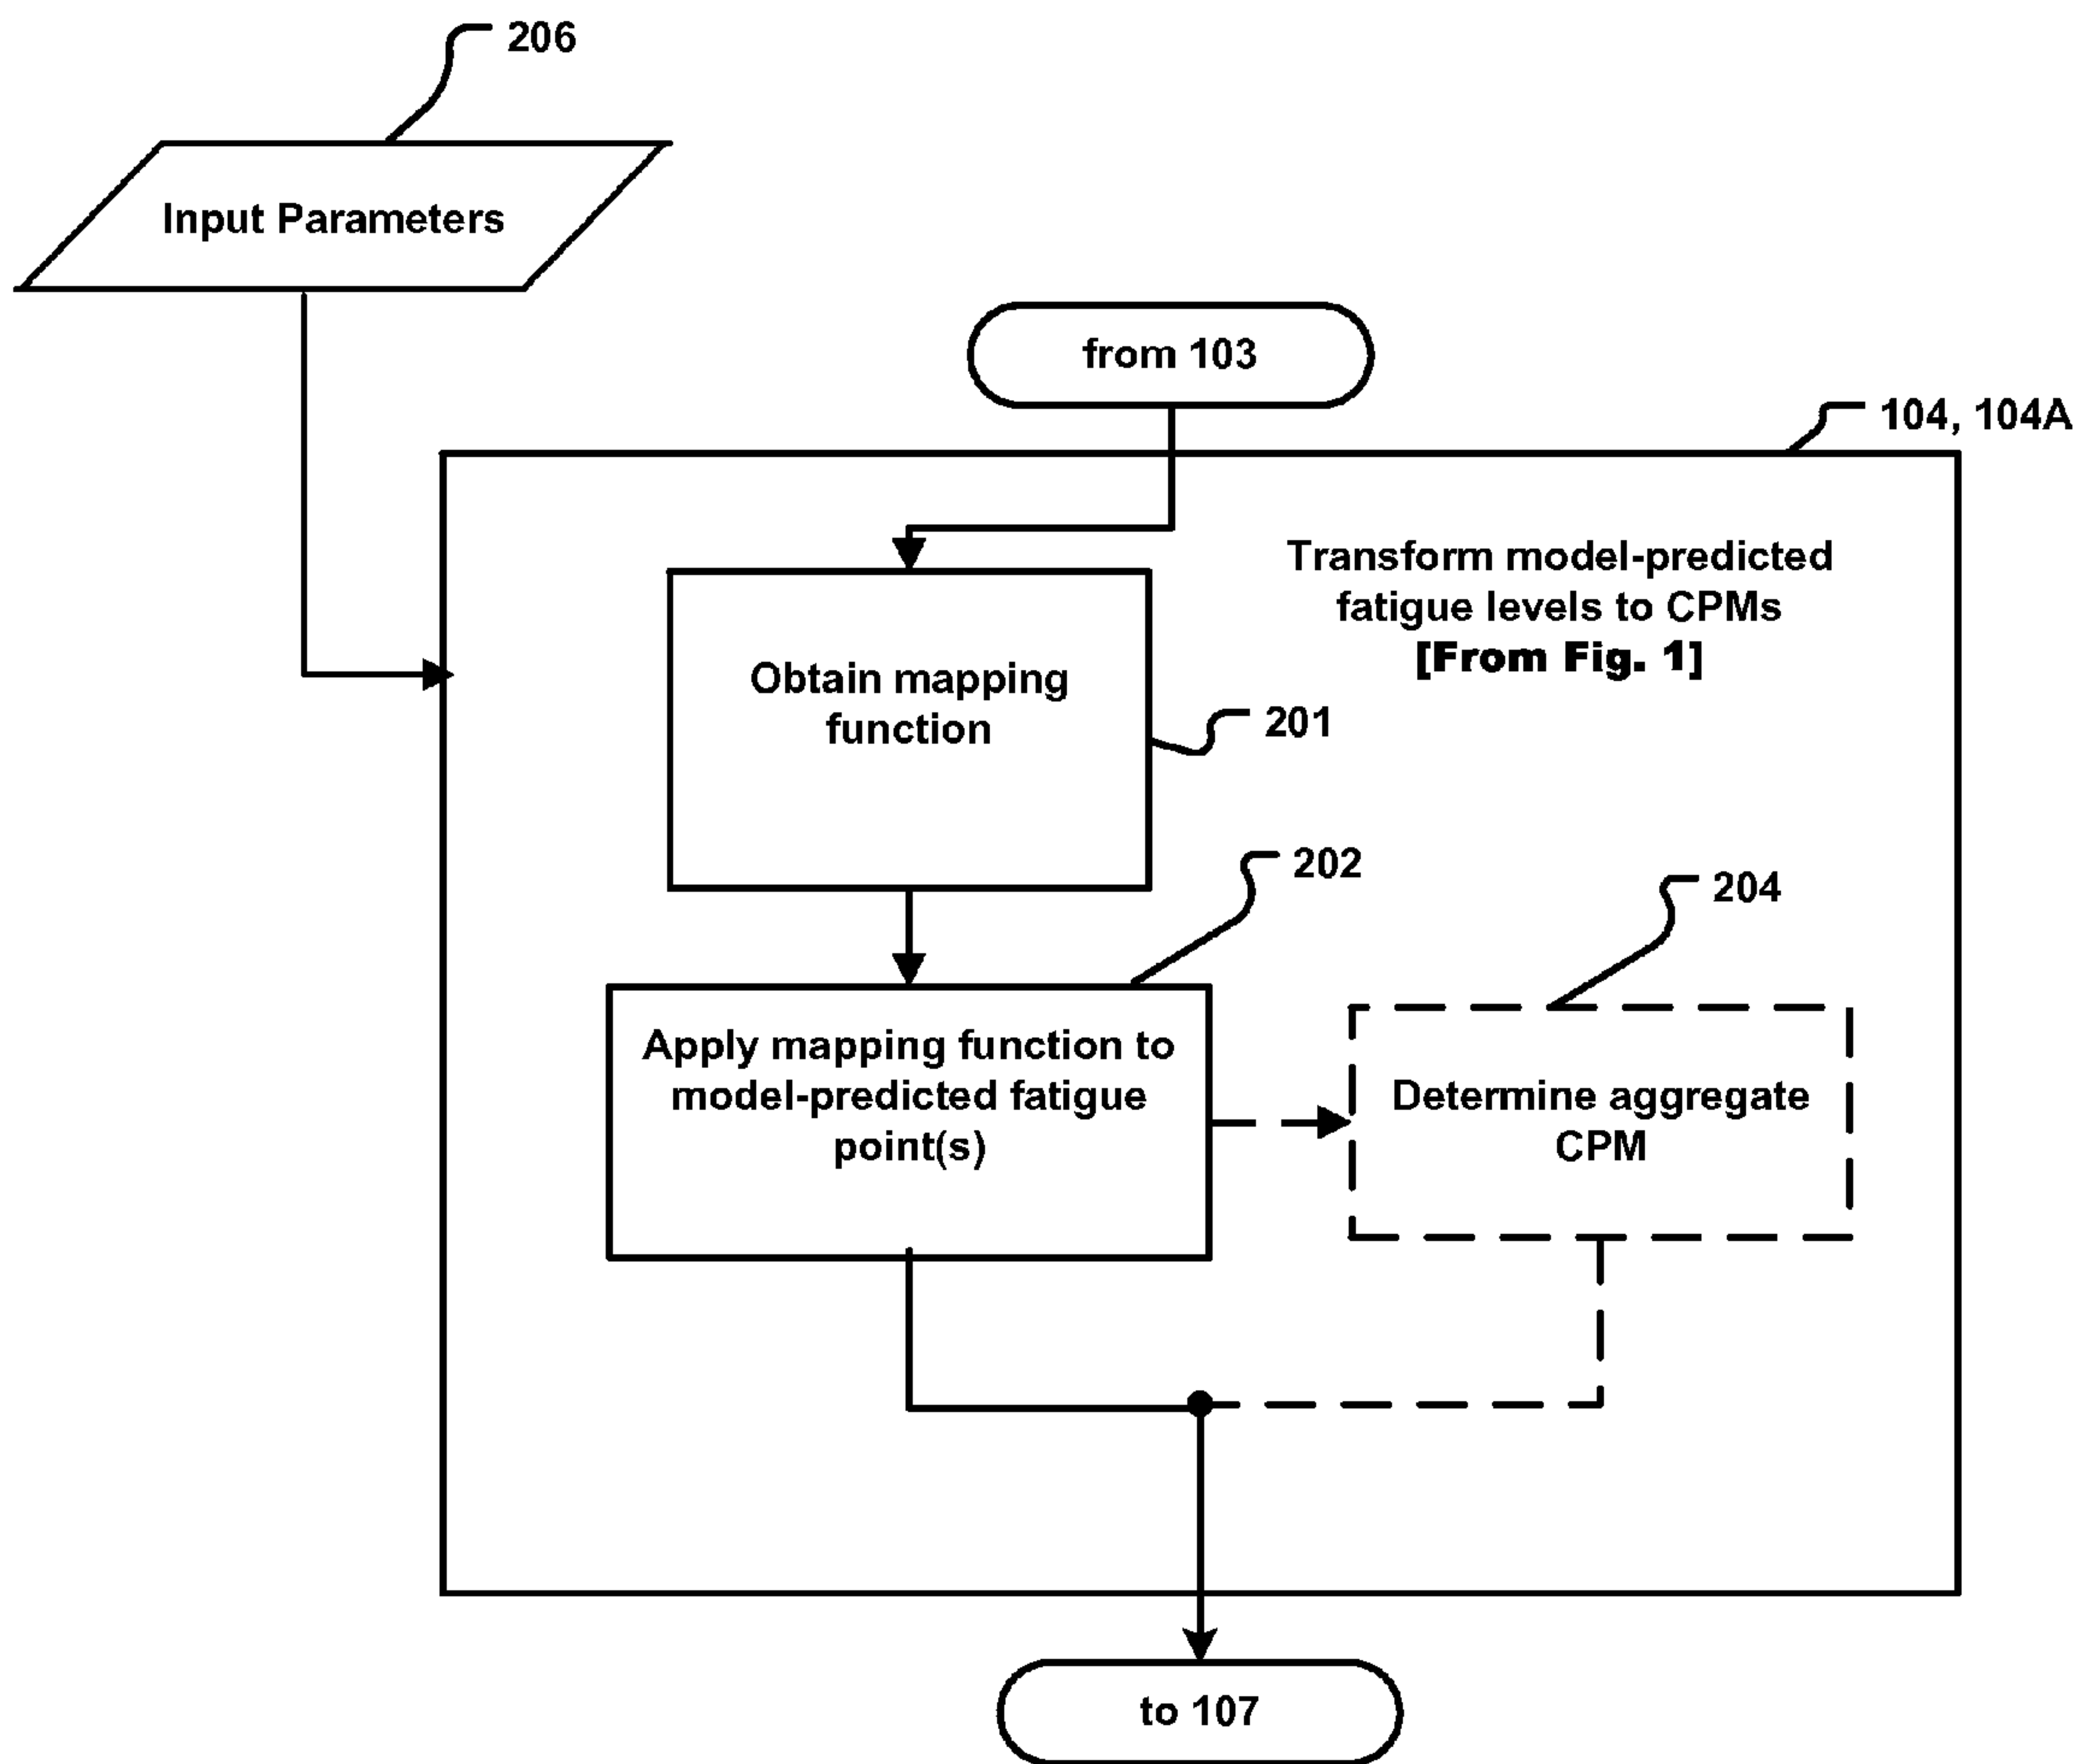 206
Input Parameters
from 103
104, 104A
Transform model-predicted
fatigue levels to CPMs
[From Fig. 1]
Obtain mapping
function
201
202
204
Apply mapping function to
model-predicted fatigue
point(s)
Determine aggregate
CPM
to 107